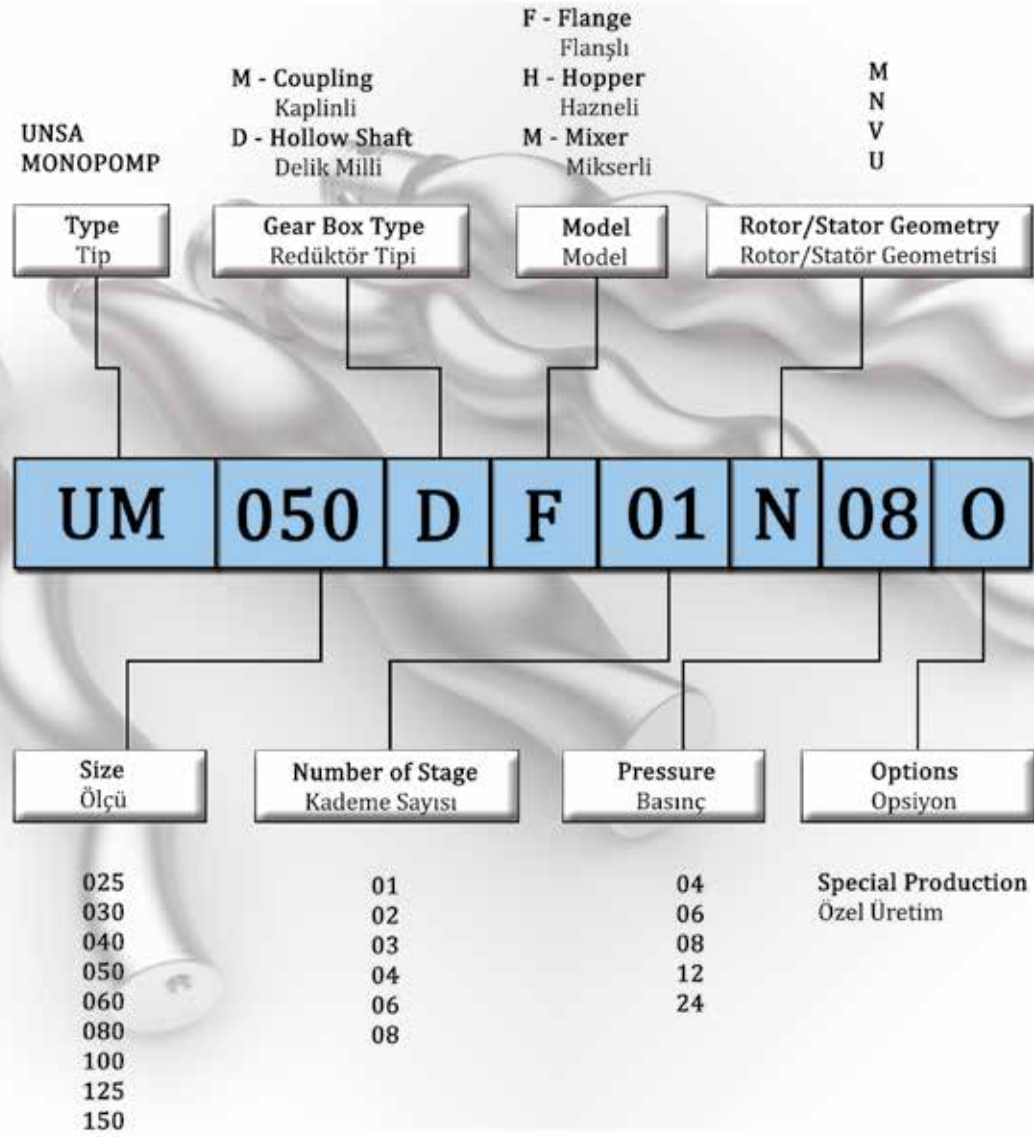 UNSA
MONOPOMP
M - Coupling
Kaplinli
D - Hollow Shaft
Delik Milli
F - Flange
Flanşlı
H - Hopper
Hazneli
M - Mixer
Mikserli
M
N
V
U
Type
Tip
Gear Box Type
Redüktör Tipi
Model
Model
Rotor/Stator Geometry
Rotor/Statör Geometrisi
UM 050 D F 01 N 08 O
Size
Ölçü
Number of Stage
Kademe Sayısı
Pressure
Basınç
Options
Opsiyon
025
030
040
050
060
080
100
125
150
01
02
03
04
06
08
04
06
08
12
24
Special Production
Özel Üretim